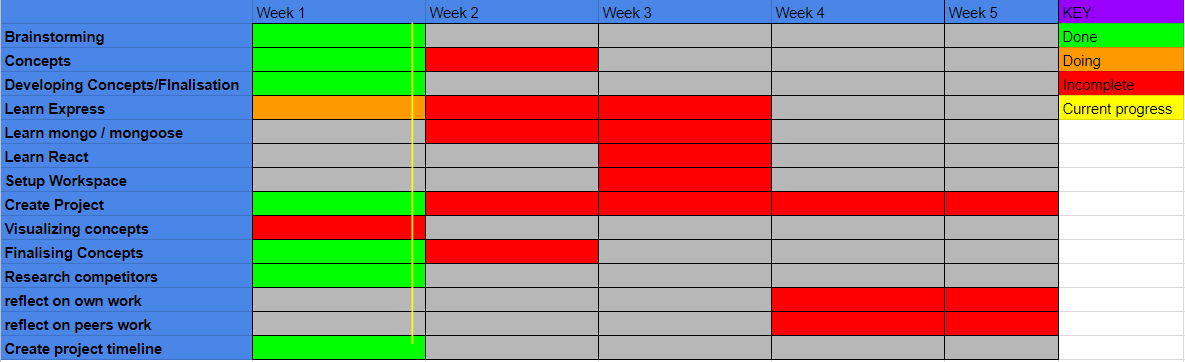 Week 1 Week 2 Week 3 Week 4 Week 5 KEY:
Brainstorming Done
Concepts Doing
Developing Concepts/FInalisation Incomplete
Learn Express Current progress
Learn mongo / mongoose
Learn React
Setup Workspace
Create Project
Visualizing concepts
Finalising Concepts
Research competitors
reflect on own work
reflect on peers work
Create project timeline